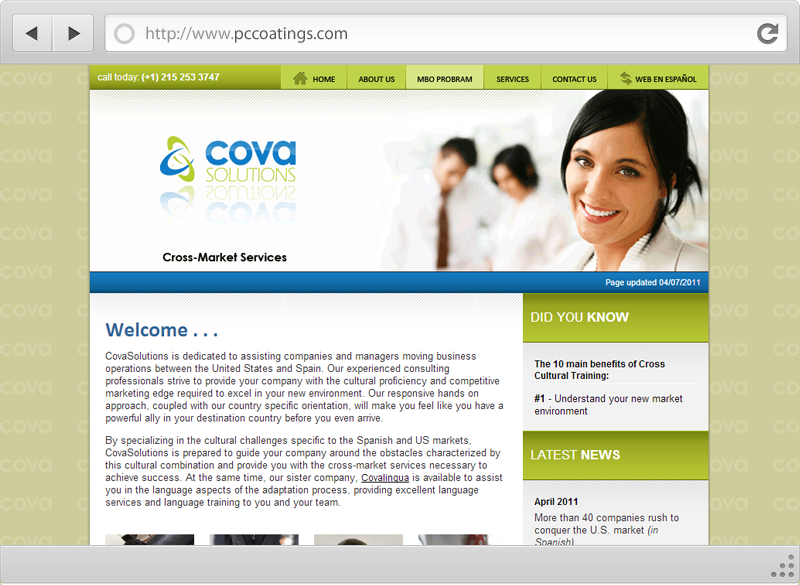 http://www.pccoatings.com
call today: (+1) 215 253 3747
HOME
ABOUT US
MBO PROBRAM
SERVICES
CONTACT US
WEB EN ESPAÑOL
cova
SOLUTIONS
Cross-Market Services
Page updated 04/07/2011
Welcome . . .
CovaSolutions is dedicated to assisting companies and managers moving business
operations between the United States and Spain. Our experienced consulting
professionals strive to provide your company with the cultural proficiency and competitive
marketing edge required to excel in your new environment. Our responsive hands on
approach, coupled with our country specific orientation, will make you feel like you have a
powerful ally in your destination country before you even arrive.
By specializing in the cultural challenges specific to the Spanish and US markets,
CovaSolutions is prepared to guide your company around the obstacles characterized by
this cultural combination and provide you with the cross-market services necessary to
achieve success. At the same time, our sister company, Covalingua is available to assist
you in the language aspects of the adaptation process, providing excellent language
services and language training to you and your team.
DID YOU KNOW
The 10 main benefits of Cross
Cultural Training:
#1 - Understand your new market
environment
LATEST NEWS
April 2011
More than 40 companies rush to
conquer the U.S. market (in
Spanish)